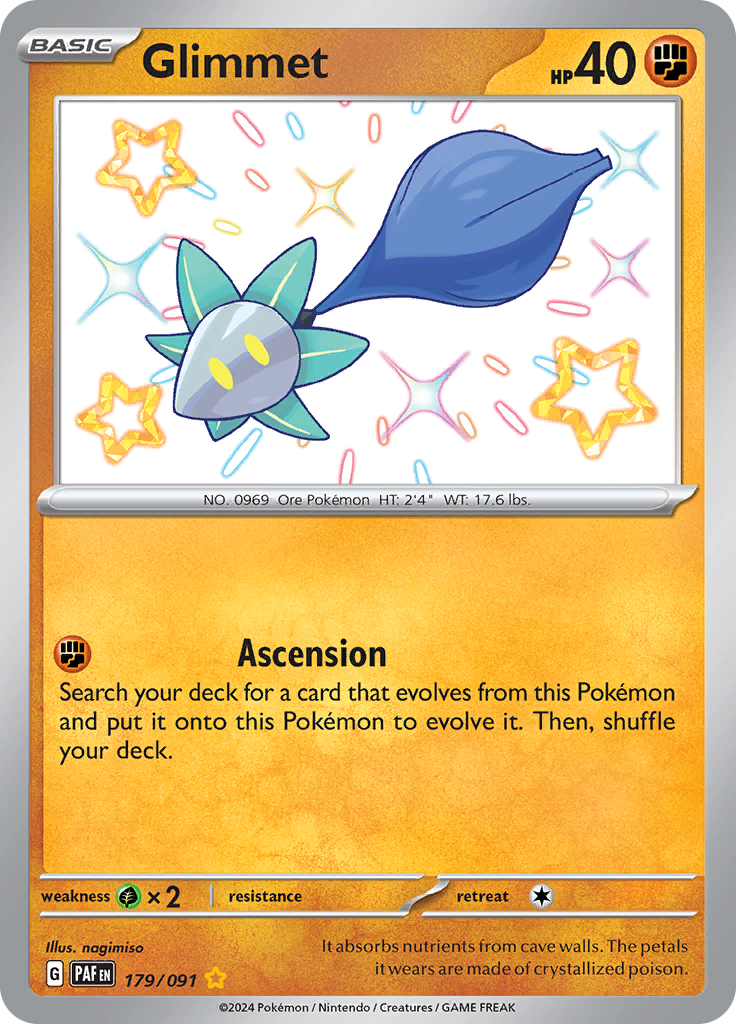 BASIC
Glimmet
HP 40
NO. 0969 Ore Pokémon HT: 2'4" WT: 17.6 lbs.
Ascension
Search your deck for a card that evolves from this Pokémon
and put it onto this Pokémon to evolve it. Then, shuffle
your deck.
weakness ×2 resistance retreat
Illus. nagimiso
It absorbs nutrients from cave walls. The petals
it wears are made of crystallized poison.
G PAF EN 179/091
©2024 Pokémon / Nintendo / Creatures / GAME FREAK